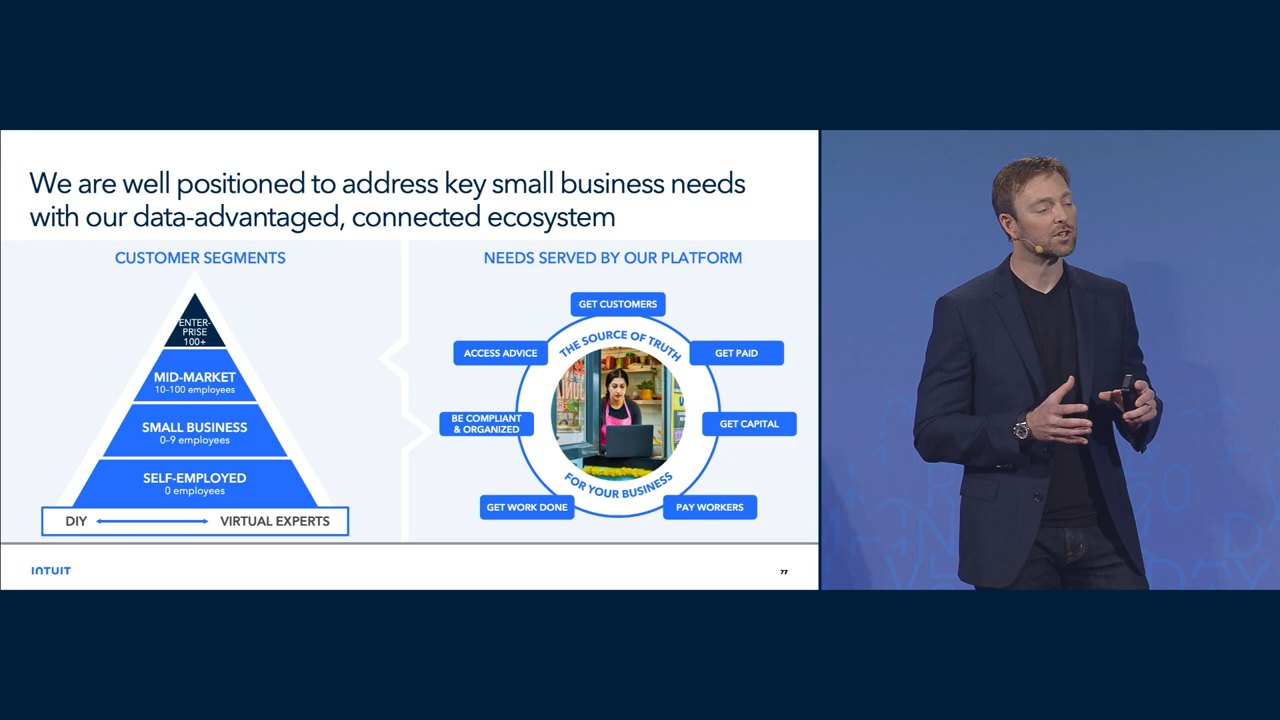 We are well positioned to address key small business needs
with our data-advantaged, connected ecosystem
CUSTOMER SEGMENTS
ENTER-
PRISE
100+
MID-MARKET
10-100 employees
SMALL BUSINESS
0-9 employees
SELF-EMPLOYED
0 employees
DIY
VIRTUAL EXPERTS
NEEDS SERVED BY OUR PLATFORM
GET CUSTOMERS
THE SOURCE OF TRUTH
ACCESS ADVICE
GET PAID
BE COMPLIANT
& ORGANIZED
GET CAPITAL
FOR YOUR BUSINESS
GET WORK DONE
PAY WORKERS
INTUIT
77